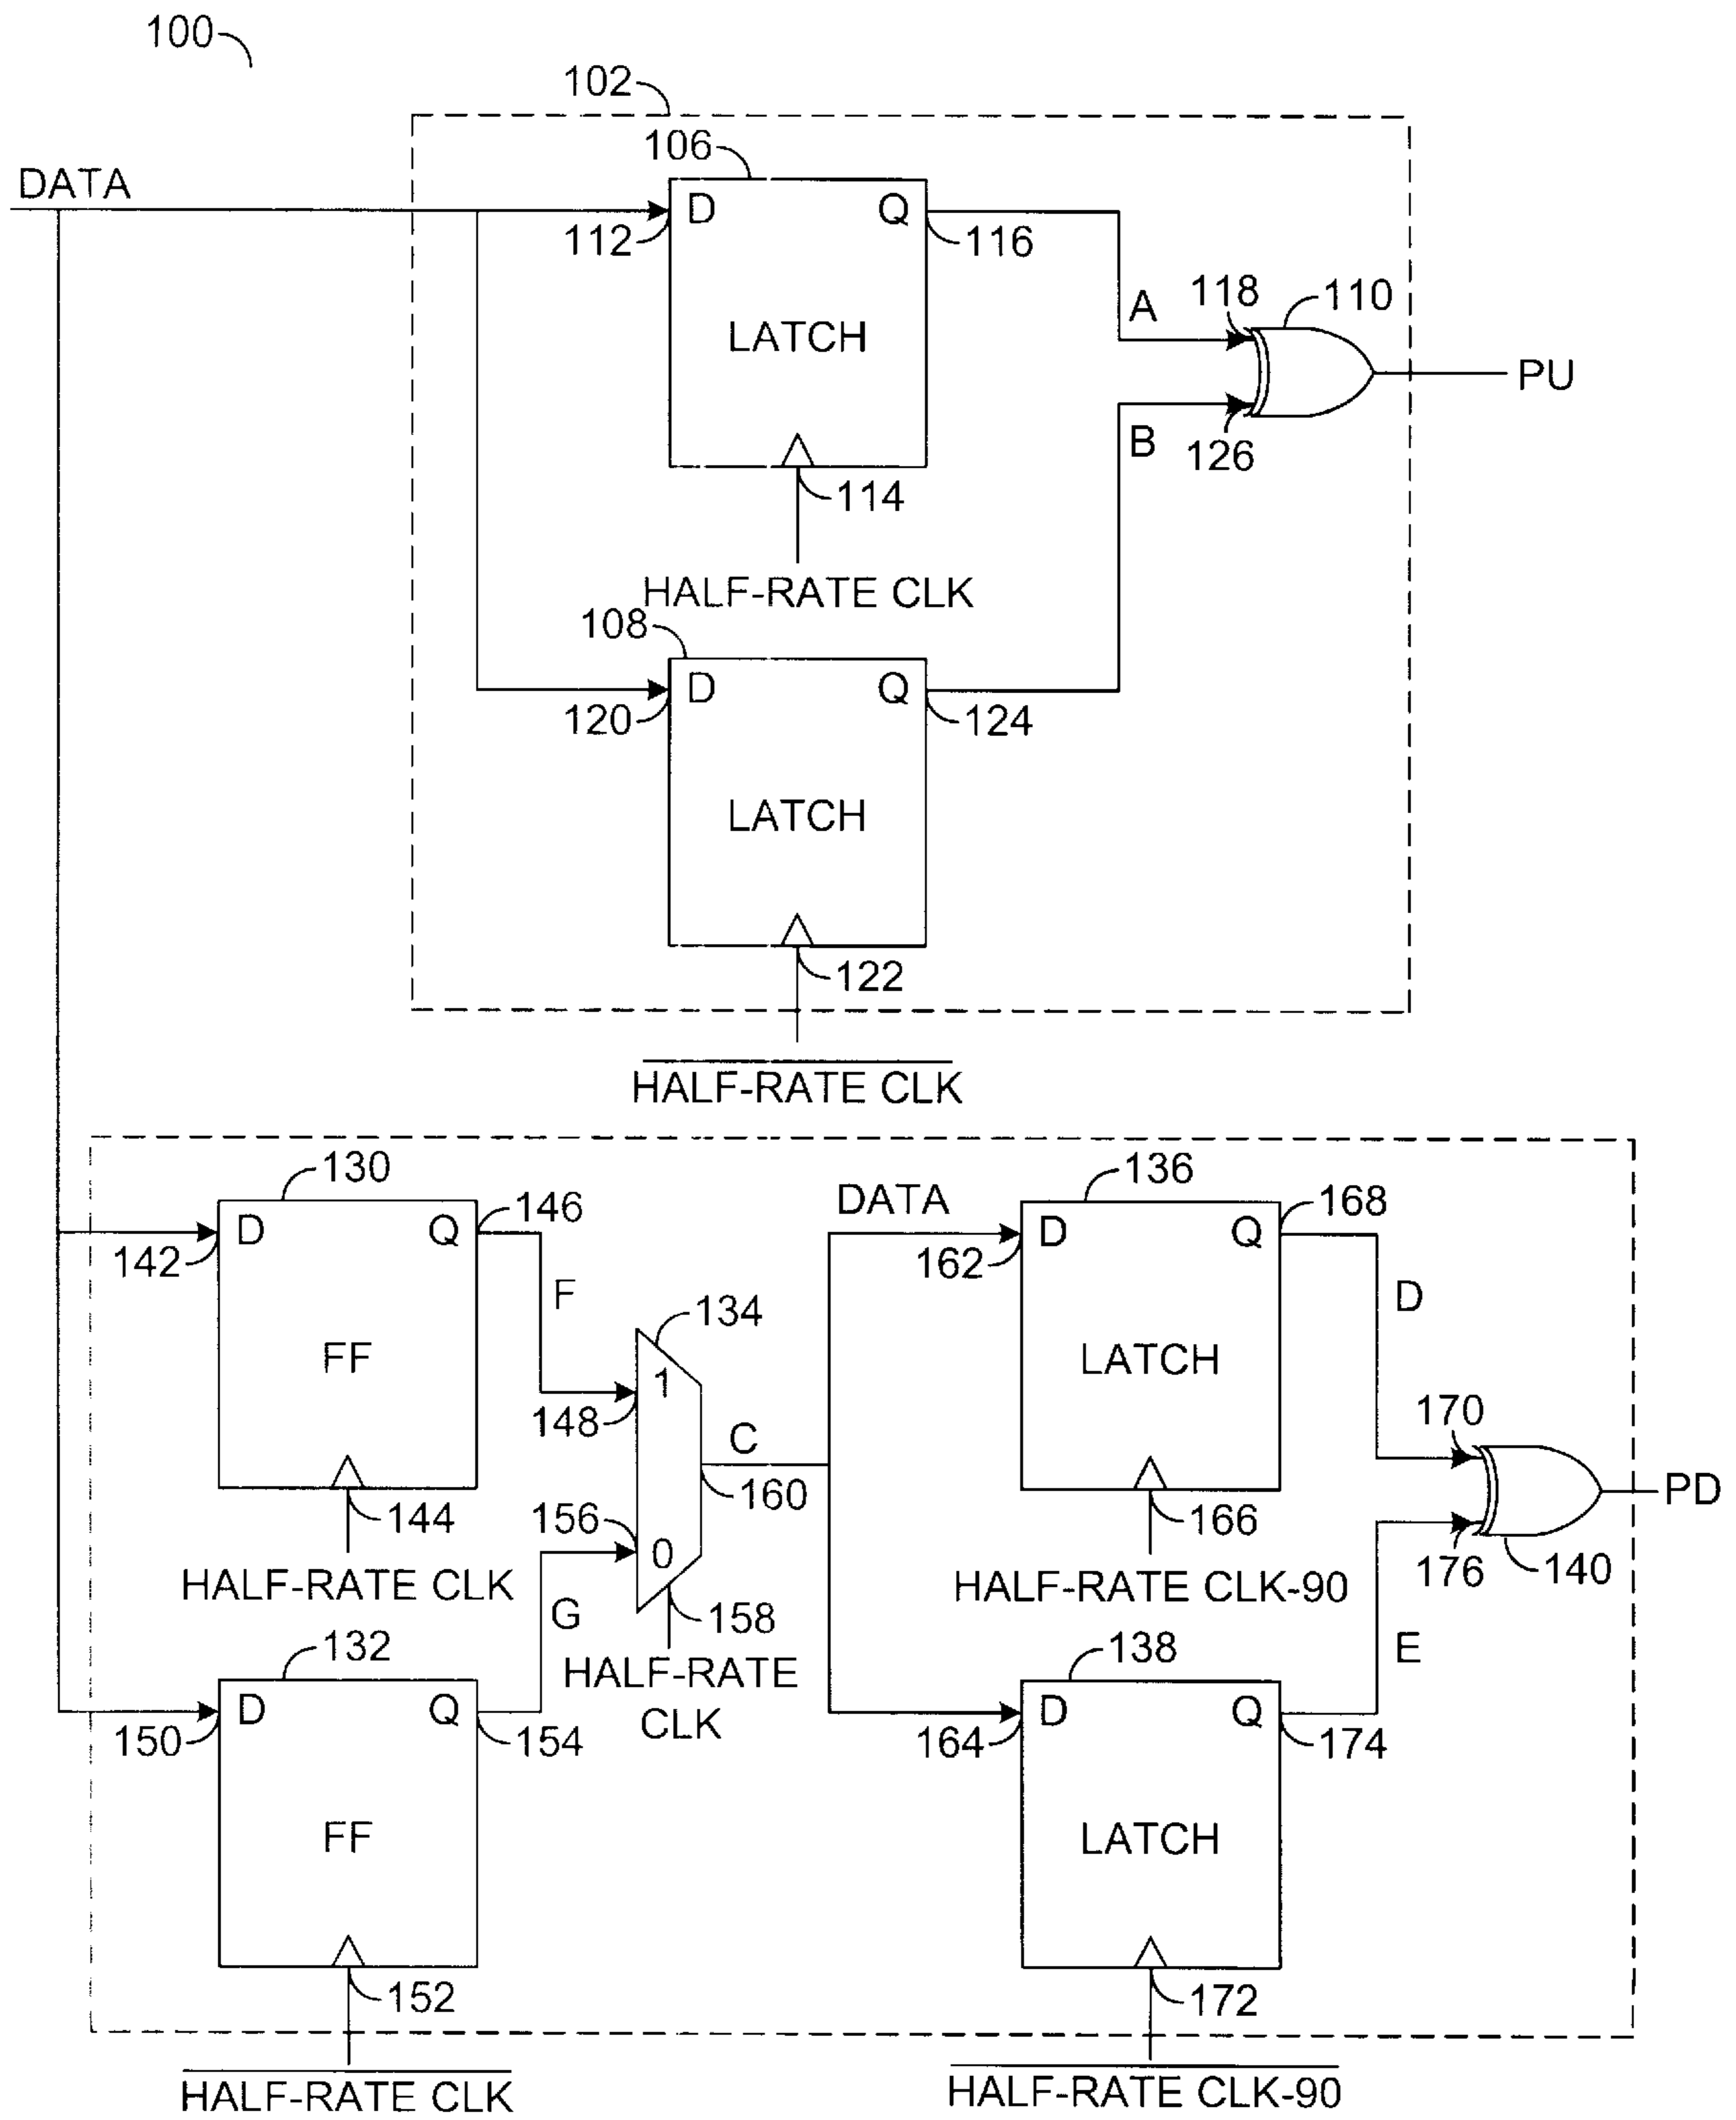 100
102
DATA
106
D Q
112 116
LATCH
A
118 110
PU
B
126
114
HALF-RATE CLK
108
D Q
120 124
LATCH
122
HALF-RATE CLK
130
D Q
142 146
F
FF
144
HALF-RATE CLK
134
1
148
C
160
156
0
158
HALF-RATE
CLK
G
132
D Q
150 154
FF
152
HALF-RATE CLK
DATA
136
168
D Q
162
D
LATCH
166
HALF-RATE CLK-90
170
PD
176 140
E
138
D Q
164 174
LATCH
172
HALF-RATE CLK-90